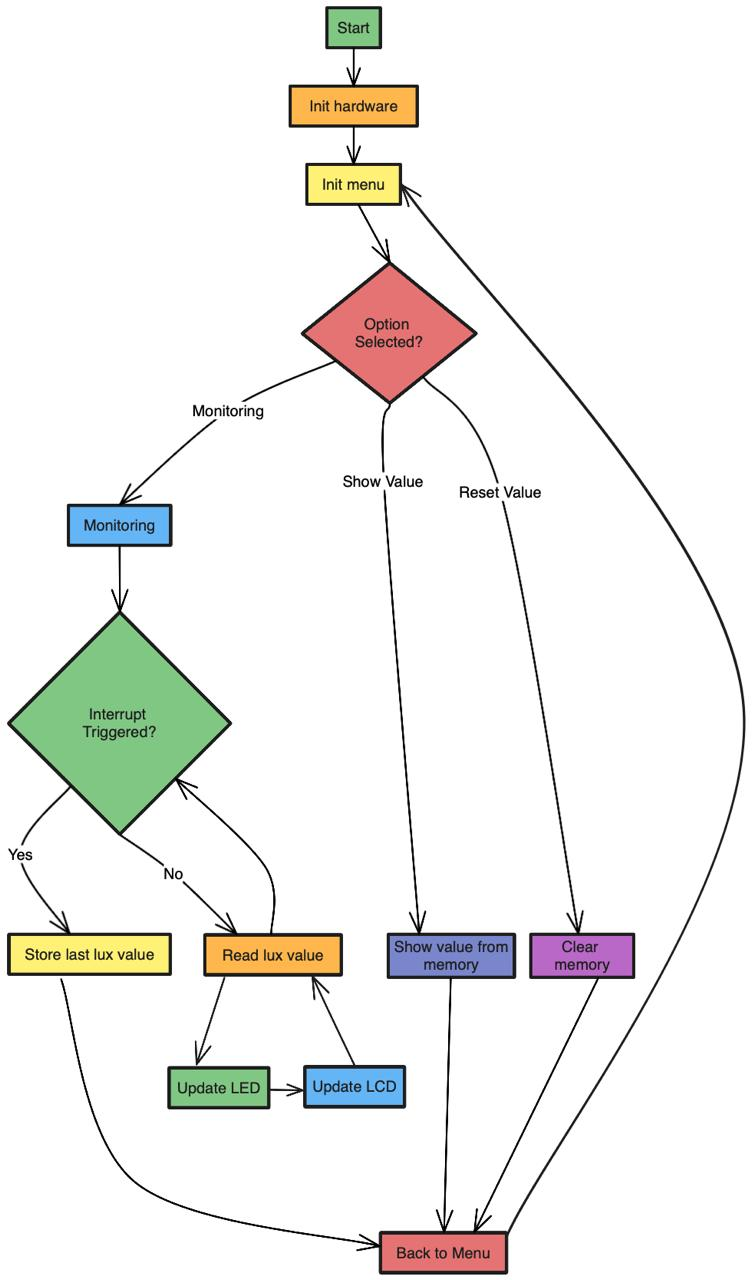 Start
Init hardware
Init menu
Option
Selected?
Monitoring
Show Value
Reset Value
Monitoring
Interrupt
Triggered?
Yes
No
Store last lux value
Read lux value
Show value from
memory
Clear
memory
Update LED
Update LCD
Back to Menu